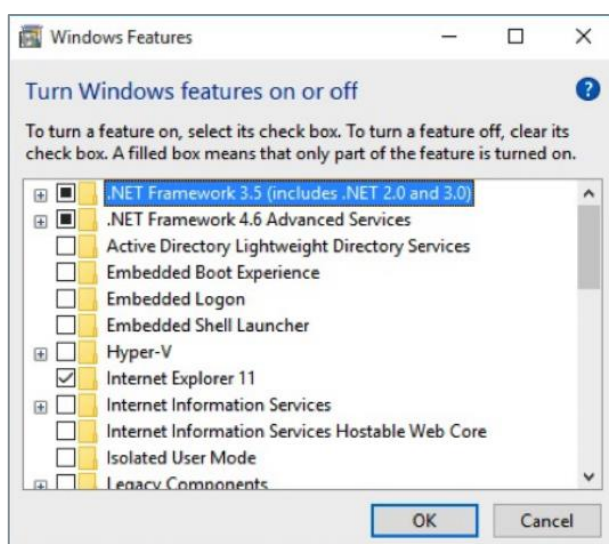 Windows Features
Turn Windows features on or off
To turn a feature on, select its check box. To turn a feature off, clear its
check box. A filled box means that only part of the feature is turned on.
.NET Framework 3.5 (includes .NET 2.0 and 3.0)
.NET Framework 4.6 Advanced Services
Active Directory Lightweight Directory Services
Embedded Boot Experience
Embedded Logon
Embedded Shell Launcher
Hyper-V
Internet Explorer 11
Internet Information Services
Internet Information Services Hostable Web Core
Isolated User Mode
Legacy Components
OK Cancel